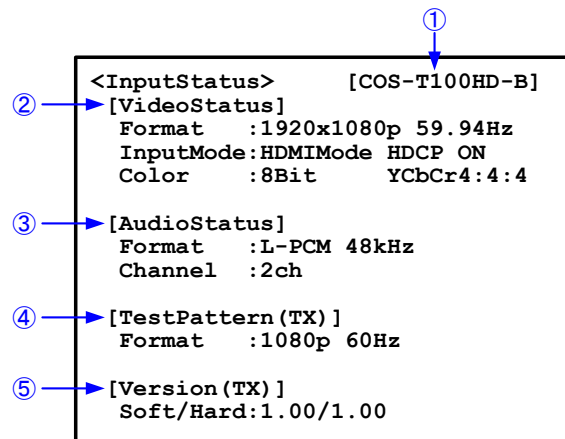 ①
<InputStatus> [COS-T100HD-B]
② [VideoStatus]
Format :1920x1080p 59.94Hz
InputMode:HDMIMode HDCP ON
Color :8Bit YCbCr4:4:4
③ [AudioStatus]
Format :L-PCM 48kHz
Channel :2ch
④ [TestPattern(TX)]
Format :1080p 60Hz
⑤ [Version(TX)]
Soft/Hard:1.00/1.00